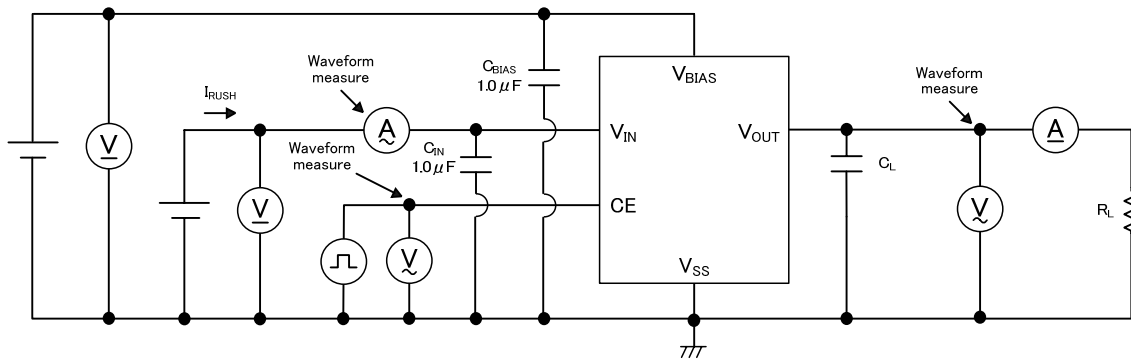 Waveform
measure
C_BIAS
1.0μF
V_BIAS
Waveform
measure
I_RUSH
V
A
V_IN
V_OUT
A
Waveform
measure
C_IN
1.0μF
C_L
V
CE
V
R_L
V
V_SS